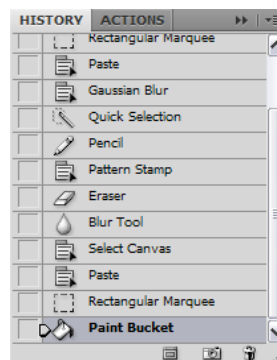 HISTORY ACTIONS
Rectangular Marquee
Paste
Gaussian Blur
Quick Selection
Pencil
Pattern Stamp
Eraser
Blur Tool
Select Canvas
Paste
Rectangular Marquee
Paint Bucket